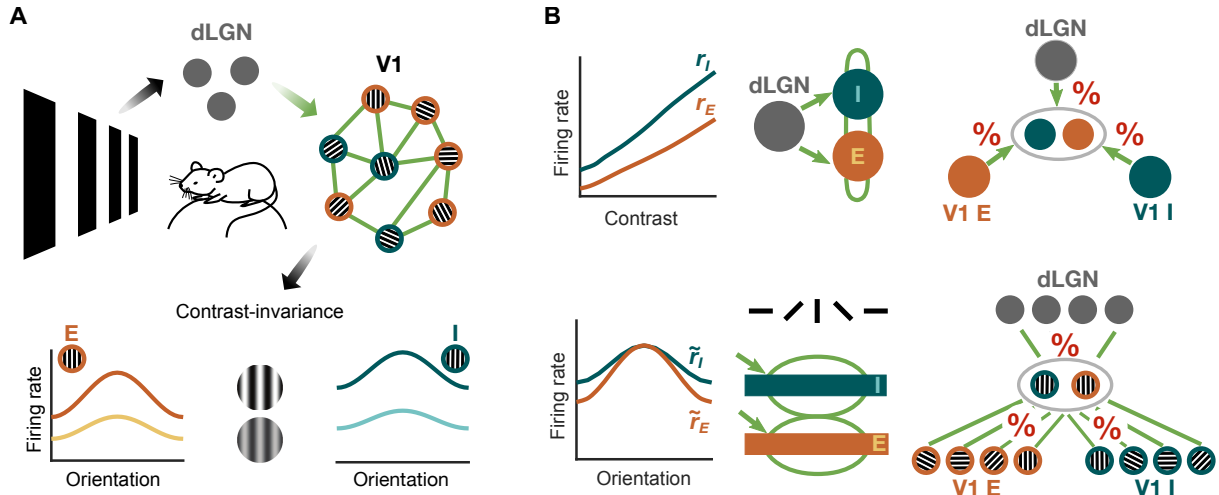 A
dLGN
V1
Contrast-invariance
E
I
Firing rate
Orientation
Orientation
B
Firing rate
Contrast
r_I
r_E
dLGN
I
E
dLGN
%
%
%
V1 E
V1 I
Firing rate
Orientation
r̃_I
r̃_E
I
E
dLGN
%
%
%
V1 E
V1 I